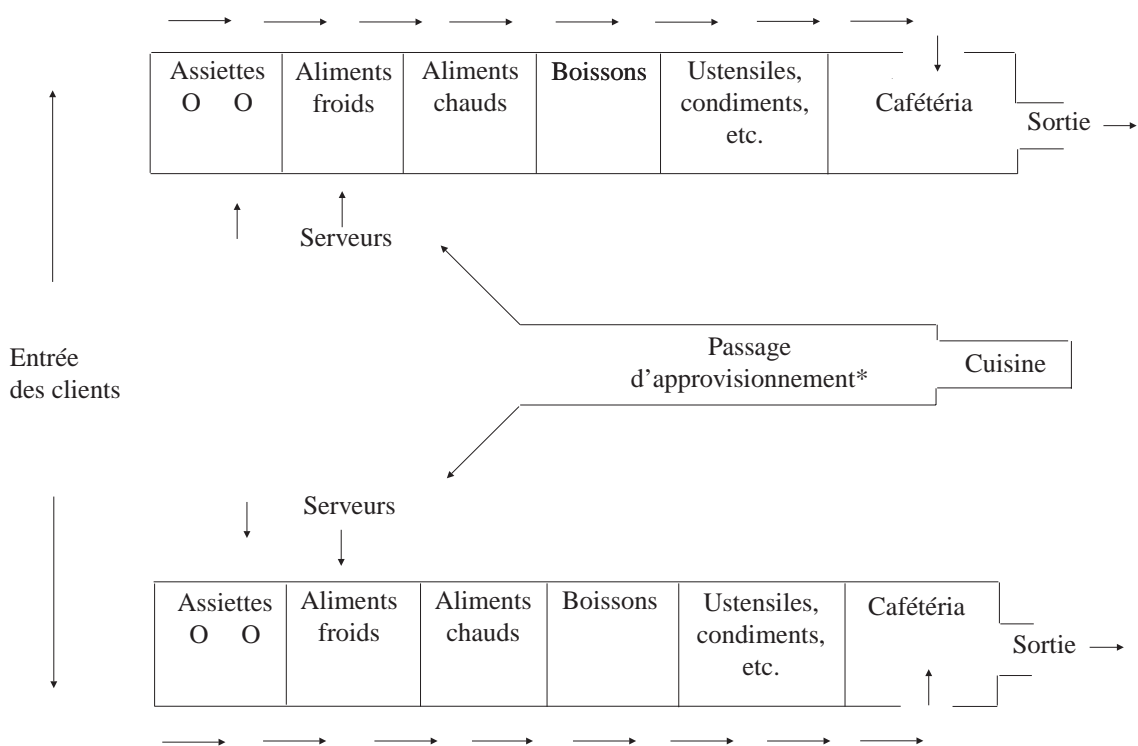 Assiettes
O O
Aliments
froids
Aliments
chauds
Boissons
Ustensiles,
condiments,
etc.
Cafétéria
Sortie
Serveurs
Entrée
des clients
Passage
d'approvisionnement*
Cuisine
Serveurs
Assiettes
O O
Aliments
froids
Aliments
chauds
Boissons
Ustensiles,
condiments,
etc.
Cafétéria
Sortie